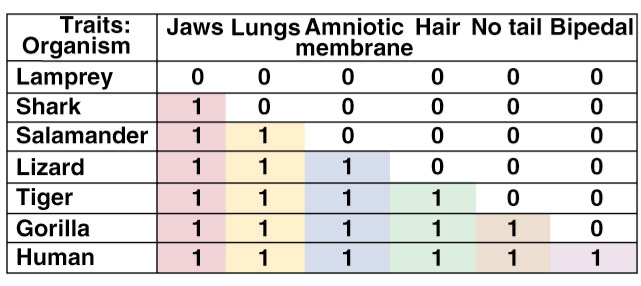 Traits: Jaws Lungs Amniotic Hair No tail Bipedal
Organism membrane
Lamprey 0 0 0 0 0 0
Shark 1 0 0 0 0 0
Salamander 1 1 0 0 0 0
Lizard 1 1 1 0 0 0
Tiger 1 1 1 1 0 0
Gorilla 1 1 1 1 1 0
Human 1 1 1 1 1 1